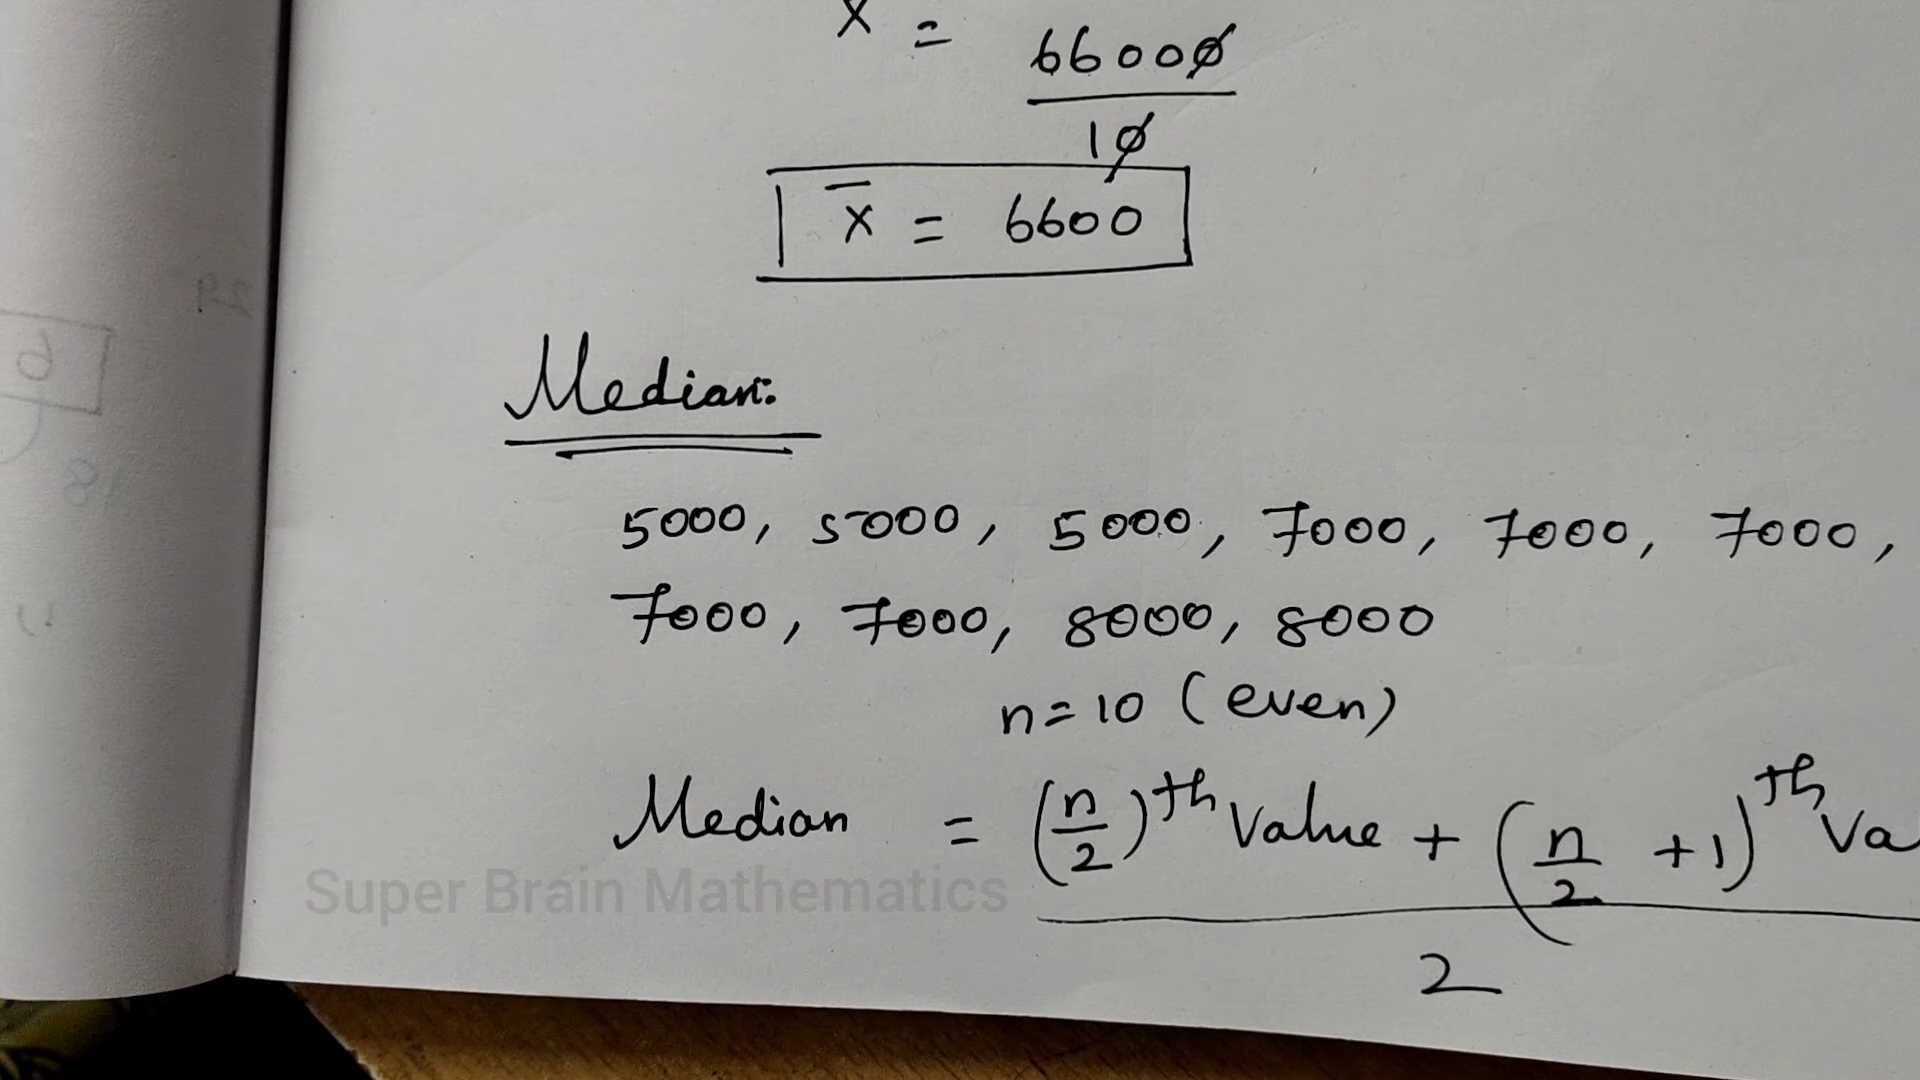 x̄ = 66000
10
x̄ = 6600
Median:
5000, 5000, 5000, 7000, 7000, 7000,
7000, 7000, 8000, 8000
n=10 (even)
Median = (n/2)th Value + (n/2 +1)th Va
2
Super Brain Mathematics